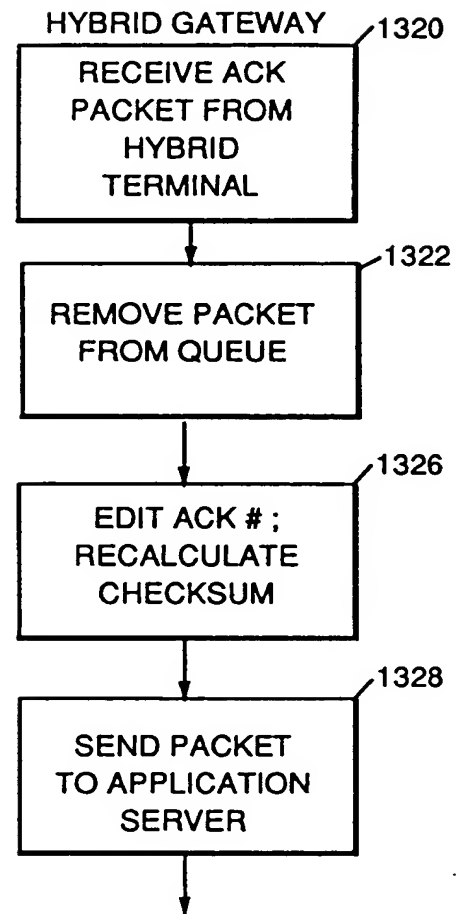 HYBRID GATEWAY
1320
RECEIVE ACK
PACKET FROM
HYBRID
TERMINAL
1322
REMOVE PACKET
FROM QUEUE
1326
EDIT ACK # ;
RECALCULATE
CHECKSUM
1328
SEND PACKET
TO APPLICATION
SERVER